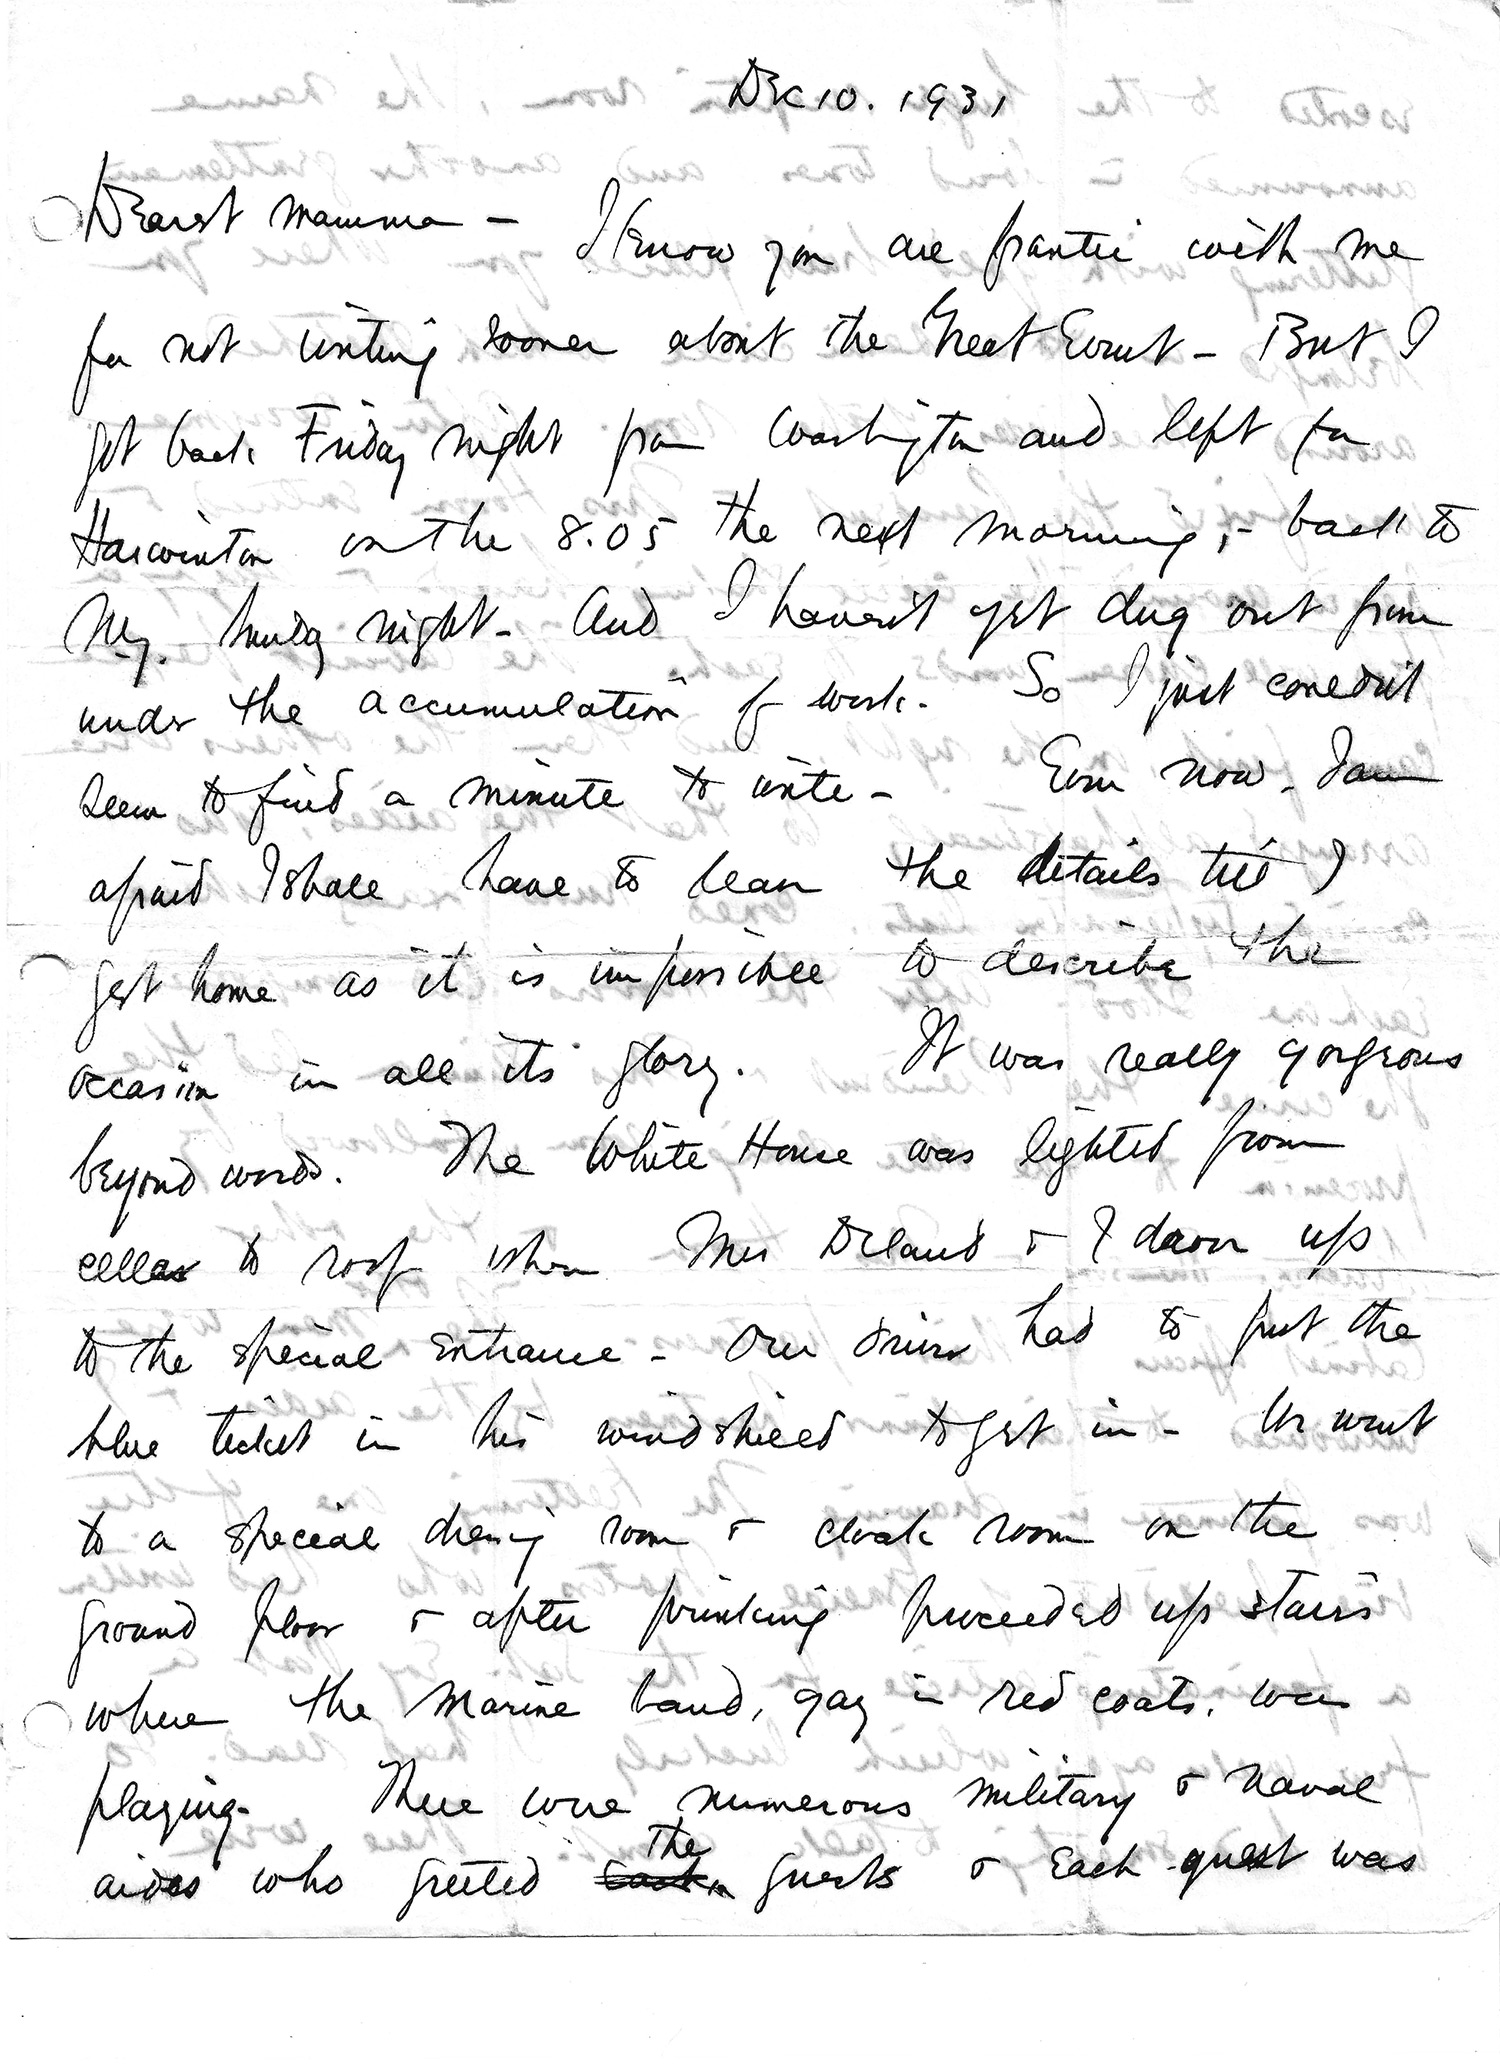 Dec 10. 1931
Dearest Mamma - I know you are frantic with me
for not writing sooner about the Great Event - But I
got back Friday night from Washington and left for
Harwinton on the 8.05 the next morning, - back to
N.Y. Sunday night - And I haven't yet dug out from
under the accumulation of work. So I just couldn't
seem to find a minute to write - Even now, I am
afraid I shall have to leave the details till I
get home as it is impossible to describe the
occasion in all its glory. It was really gorgeous
beyond words. The White House was lighted from
cellar to roof when Mrs Deland & I drove up
to the special entrance - Our driver had to put the
blue ticket in his windshield to get in - We went
to a special dressing room & cloak room on the
ground floor & after prinking proceeded up stairs
where the Marine band, gay in red coats, was
playing. There were numerous military & naval
aides who greeted the guests & each guest was